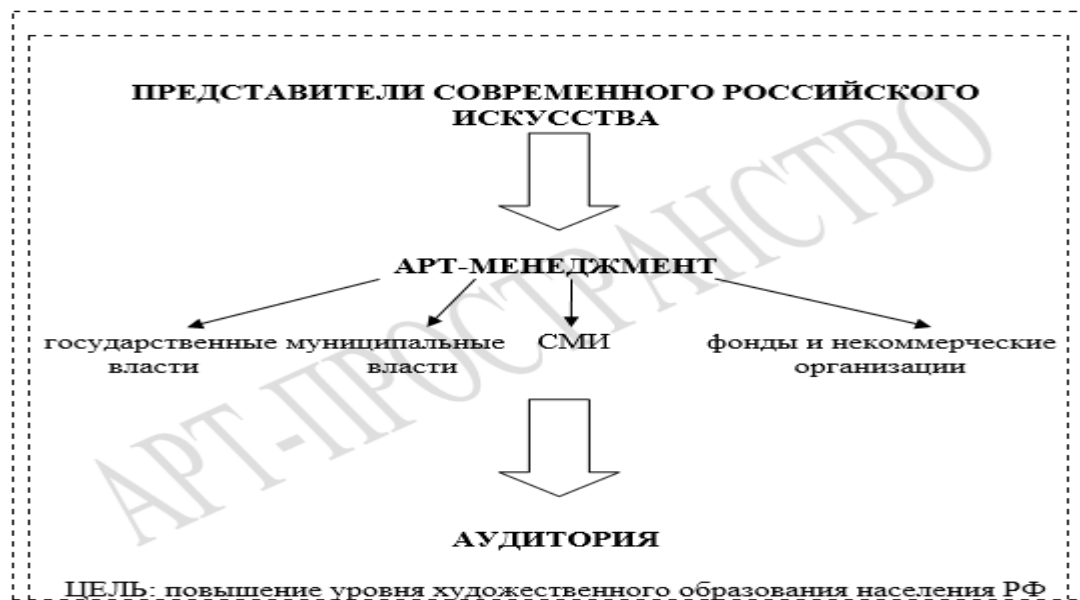 ПРЕДСТАВИТЕЛИ СОВРЕМЕННОГО РОССИЙСКОГО
ИСКУССТВА
АРТ-МЕНЕДЖМЕНТ
государственные муниципальные СМИ фонды и некоммерческие
власти власти организации
АРТ-ПРОСТРАНСТВО
АУДИТОРИЯ
ЦЕЛЬ: повышение уровня художественного образования населения РФ